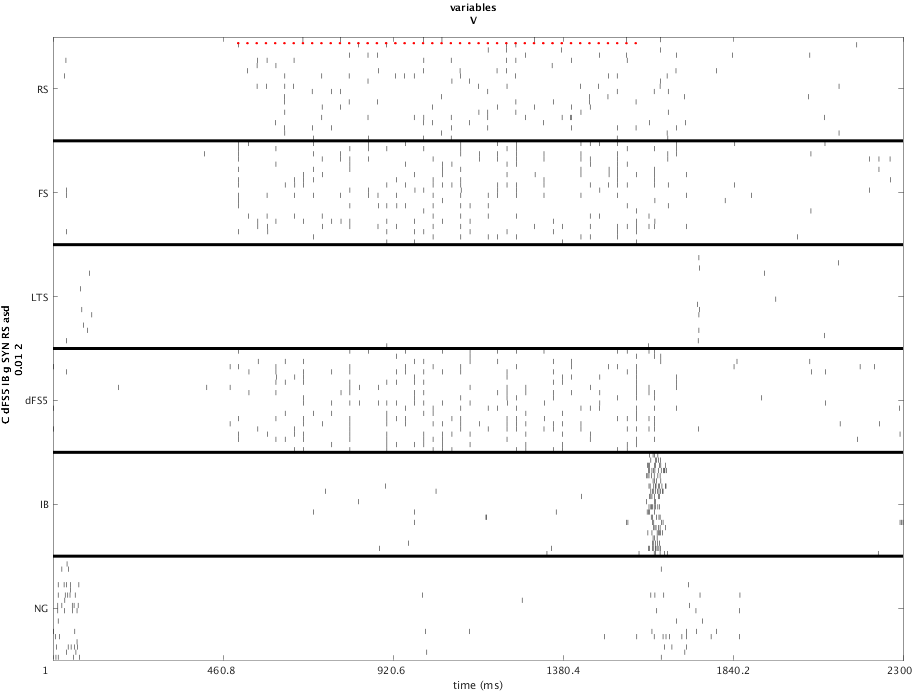 variables
V
RS
FS
LTS
dFS5
IB
NG
C dFS5 IB g SYN RS asd
0.01 2
1
460.8
920.6
1380.4
1840.2
2300
time (ms)